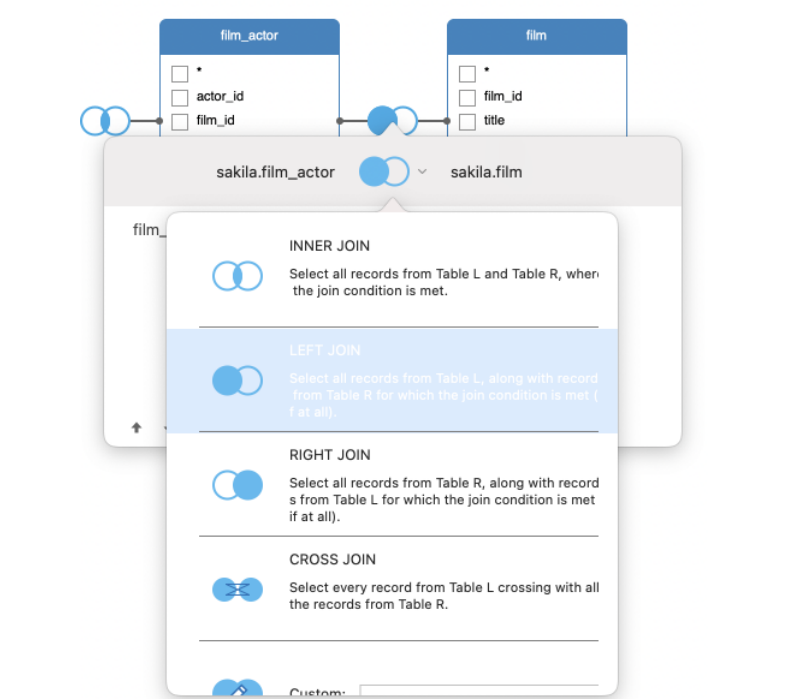 film_actor
film
*
actor_id
film_id
*
film_id
title
sakila.film_actor
sakila.film
film_
INNER JOIN
Select all records from Table L and Table R, where
the join condition is met.
LEFT JOIN
Select all records from Table L, along with record
from Table R for which the join condition is met (
f at all).
RIGHT JOIN
Select all records from Table R, along with record
s from Table L for which the join condition is met
if at all).
CROSS JOIN
Select every record from Table L crossing with all
the records from Table R.
Custom: